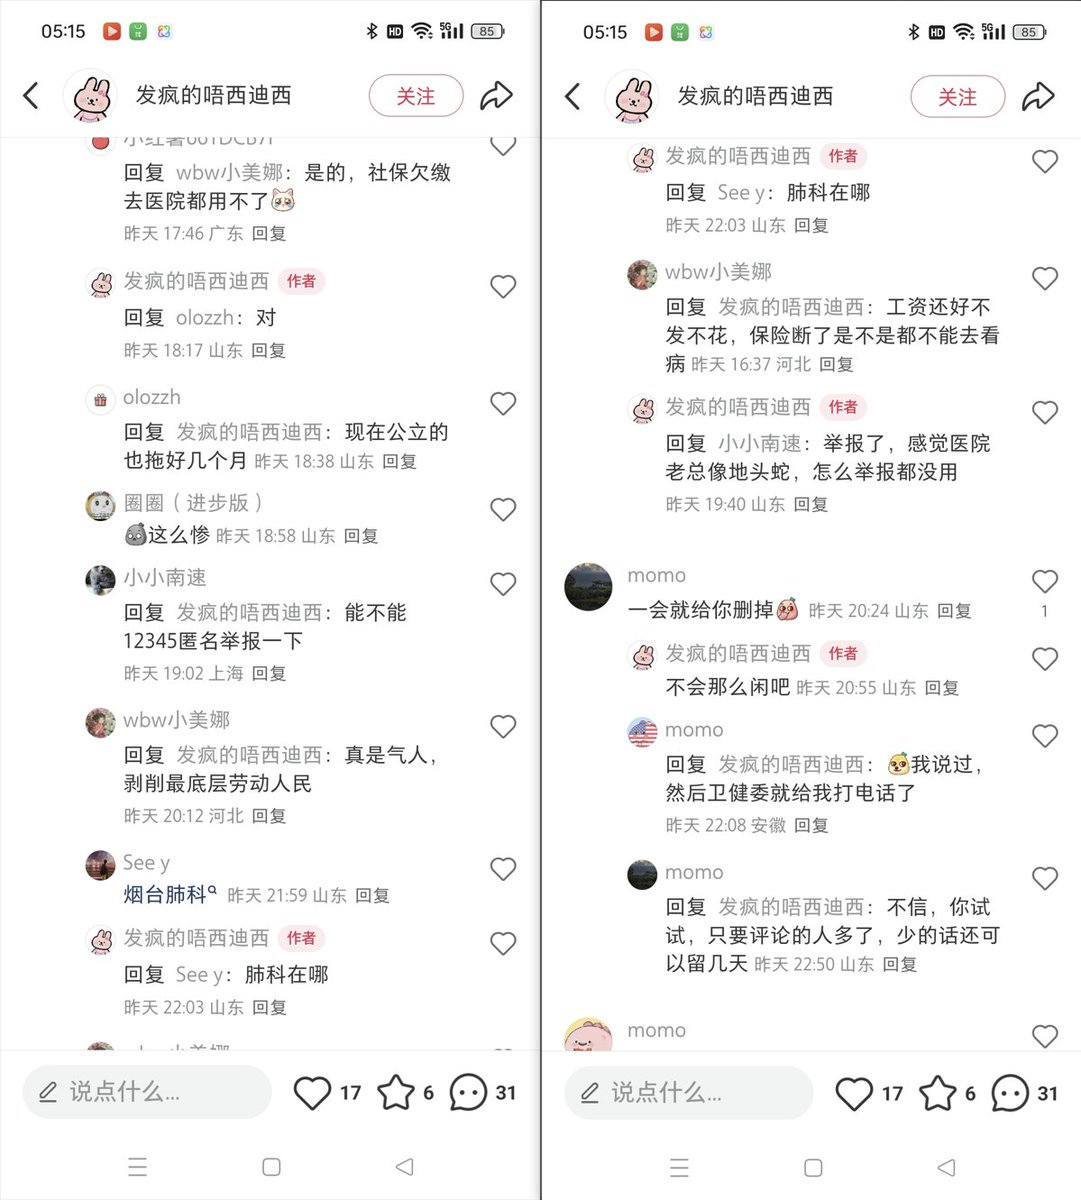 05:15
HD
5G
85
发疯的唔西迪西
关注
回复 wbw小美娜：是的，社保欠缴
去医院都用不了
昨天 17:46 广东 回复
发疯的唔西迪西 作者
回复 olozzh：对
昨天 18:17 山东 回复
olozzh
回复 发疯的唔西迪西：现在公立的
也拖好几个月 昨天 18:38 山东 回复
圈圈（进步版）
这么惨 昨天 18:58 山东 回复
小小南速
回复 发疯的唔西迪西：能不能
12345匿名举报一下
昨天 19:02 上海 回复
wbw小美娜
回复 发疯的唔西迪西：真是气人，
剥削最底层劳动人民
昨天 20:12 河北 回复
See y
烟台肺科 昨天 21:59 山东 回复
发疯的唔西迪西 作者
回复 See y：肺科在哪
昨天 22:03 山东 回复
说点什么...
17
6
31
05:15
HD
5G
85
发疯的唔西迪西
关注
发疯的唔西迪西 作者
回复 See y：肺科在哪
昨天 22:03 山东 回复
wbw小美娜
回复 发疯的唔西迪西：工资还好不
发不花，保险断了是不是都不能去看
病 昨天 16:37 河北 回复
发疯的唔西迪西 作者
回复 小小南速：举报了，感觉医院
老总像地头蛇，怎么举报都没用
昨天 19:40 山东 回复
momo
一会就给你删掉 昨天 20:24 山东 回复
1
发疯的唔西迪西 作者
不会那么闲吧 昨天 20:55 山东 回复
momo
回复 发疯的唔西迪西：我说过，
然后卫健委就给我打电话了
昨天 22:08 安徽 回复
momo
回复 发疯的唔西迪西：不信，你试
试，只要评论的人多了，少的话还可
以留几天 昨天 22:50 山东 回复
momo
说点什么...
17
6
31